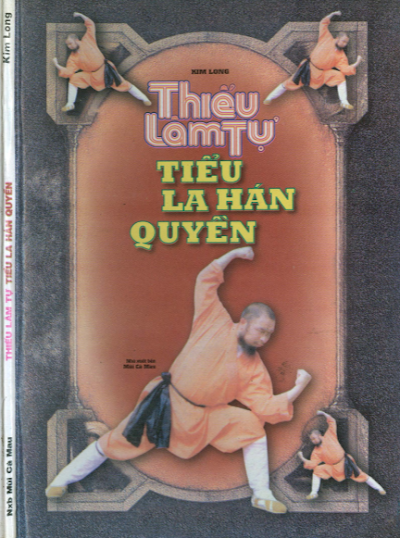 Kim Long
THIẾU LÂM TỰ TIỂU LA HÁN QUYỀN
Nxb Mũi Cà Mau
KIM LONG
Thiếu
Lâm Tự
TIỂU
LA HÁN
QUYỀN
Nhà xuất bản
Mũi Cà Mau